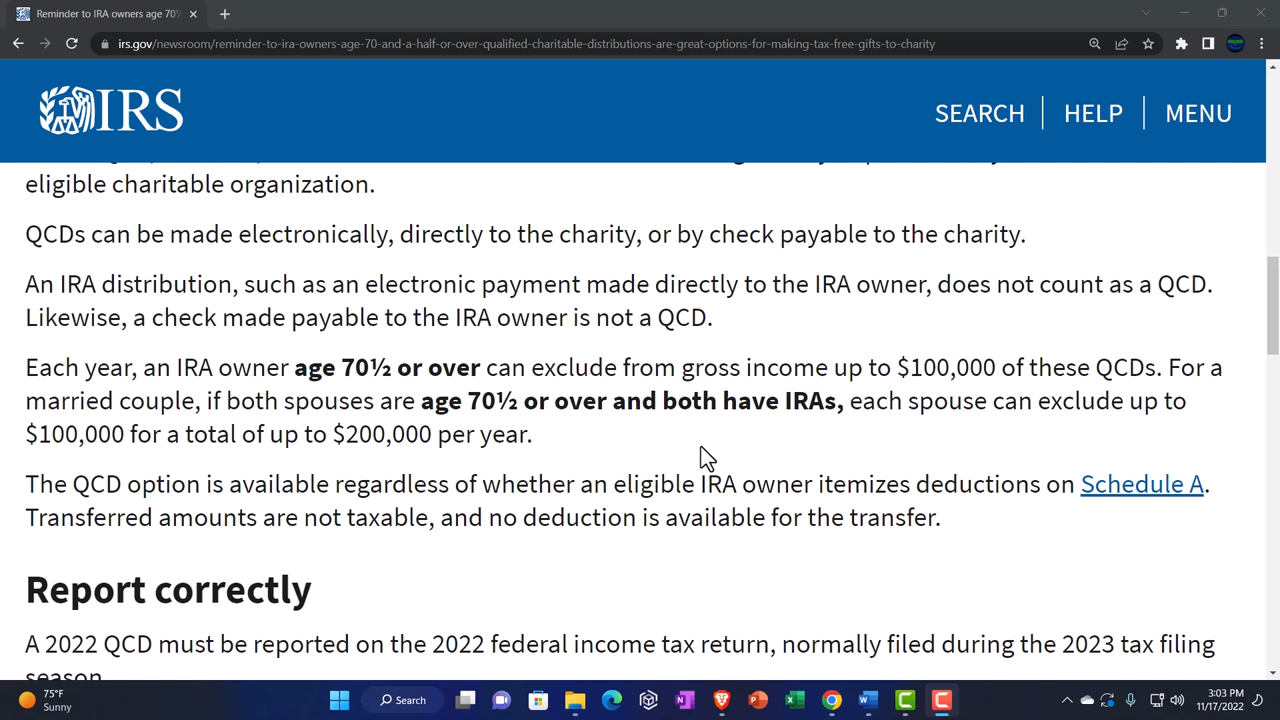 Reminder to IRA owners age 70½
irs.gov/newsroom/reminder-to-ira-owners-age-70-and-a-half-or-over-qualified-charitable-distributions-are-great-options-for-making-tax-free-gifts-to-charity
IRS
SEARCH
HELP
MENU
eligible charitable organization.
QCDs can be made electronically, directly to the charity, or by check payable to the charity.
An IRA distribution, such as an electronic payment made directly to the IRA owner, does not count as a QCD.
Likewise, a check made payable to the IRA owner is not a QCD.
Each year, an IRA owner age 70½ or over can exclude from gross income up to $100,000 of these QCDs. For a
married couple, if both spouses are age 70½ or over and both have IRAs, each spouse can exclude up to
$100,000 for a total of up to $200,000 per year.
The QCD option is available regardless of whether an eligible IRA owner itemizes deductions on Schedule A.
Transferred amounts are not taxable, and no deduction is available for the transfer.
Report correctly
A 2022 QCD must be reported on the 2022 federal income tax return, normally filed during the 2023 tax filing
season.
75°F
Sunny
Search
3:03 PM
11/17/2022